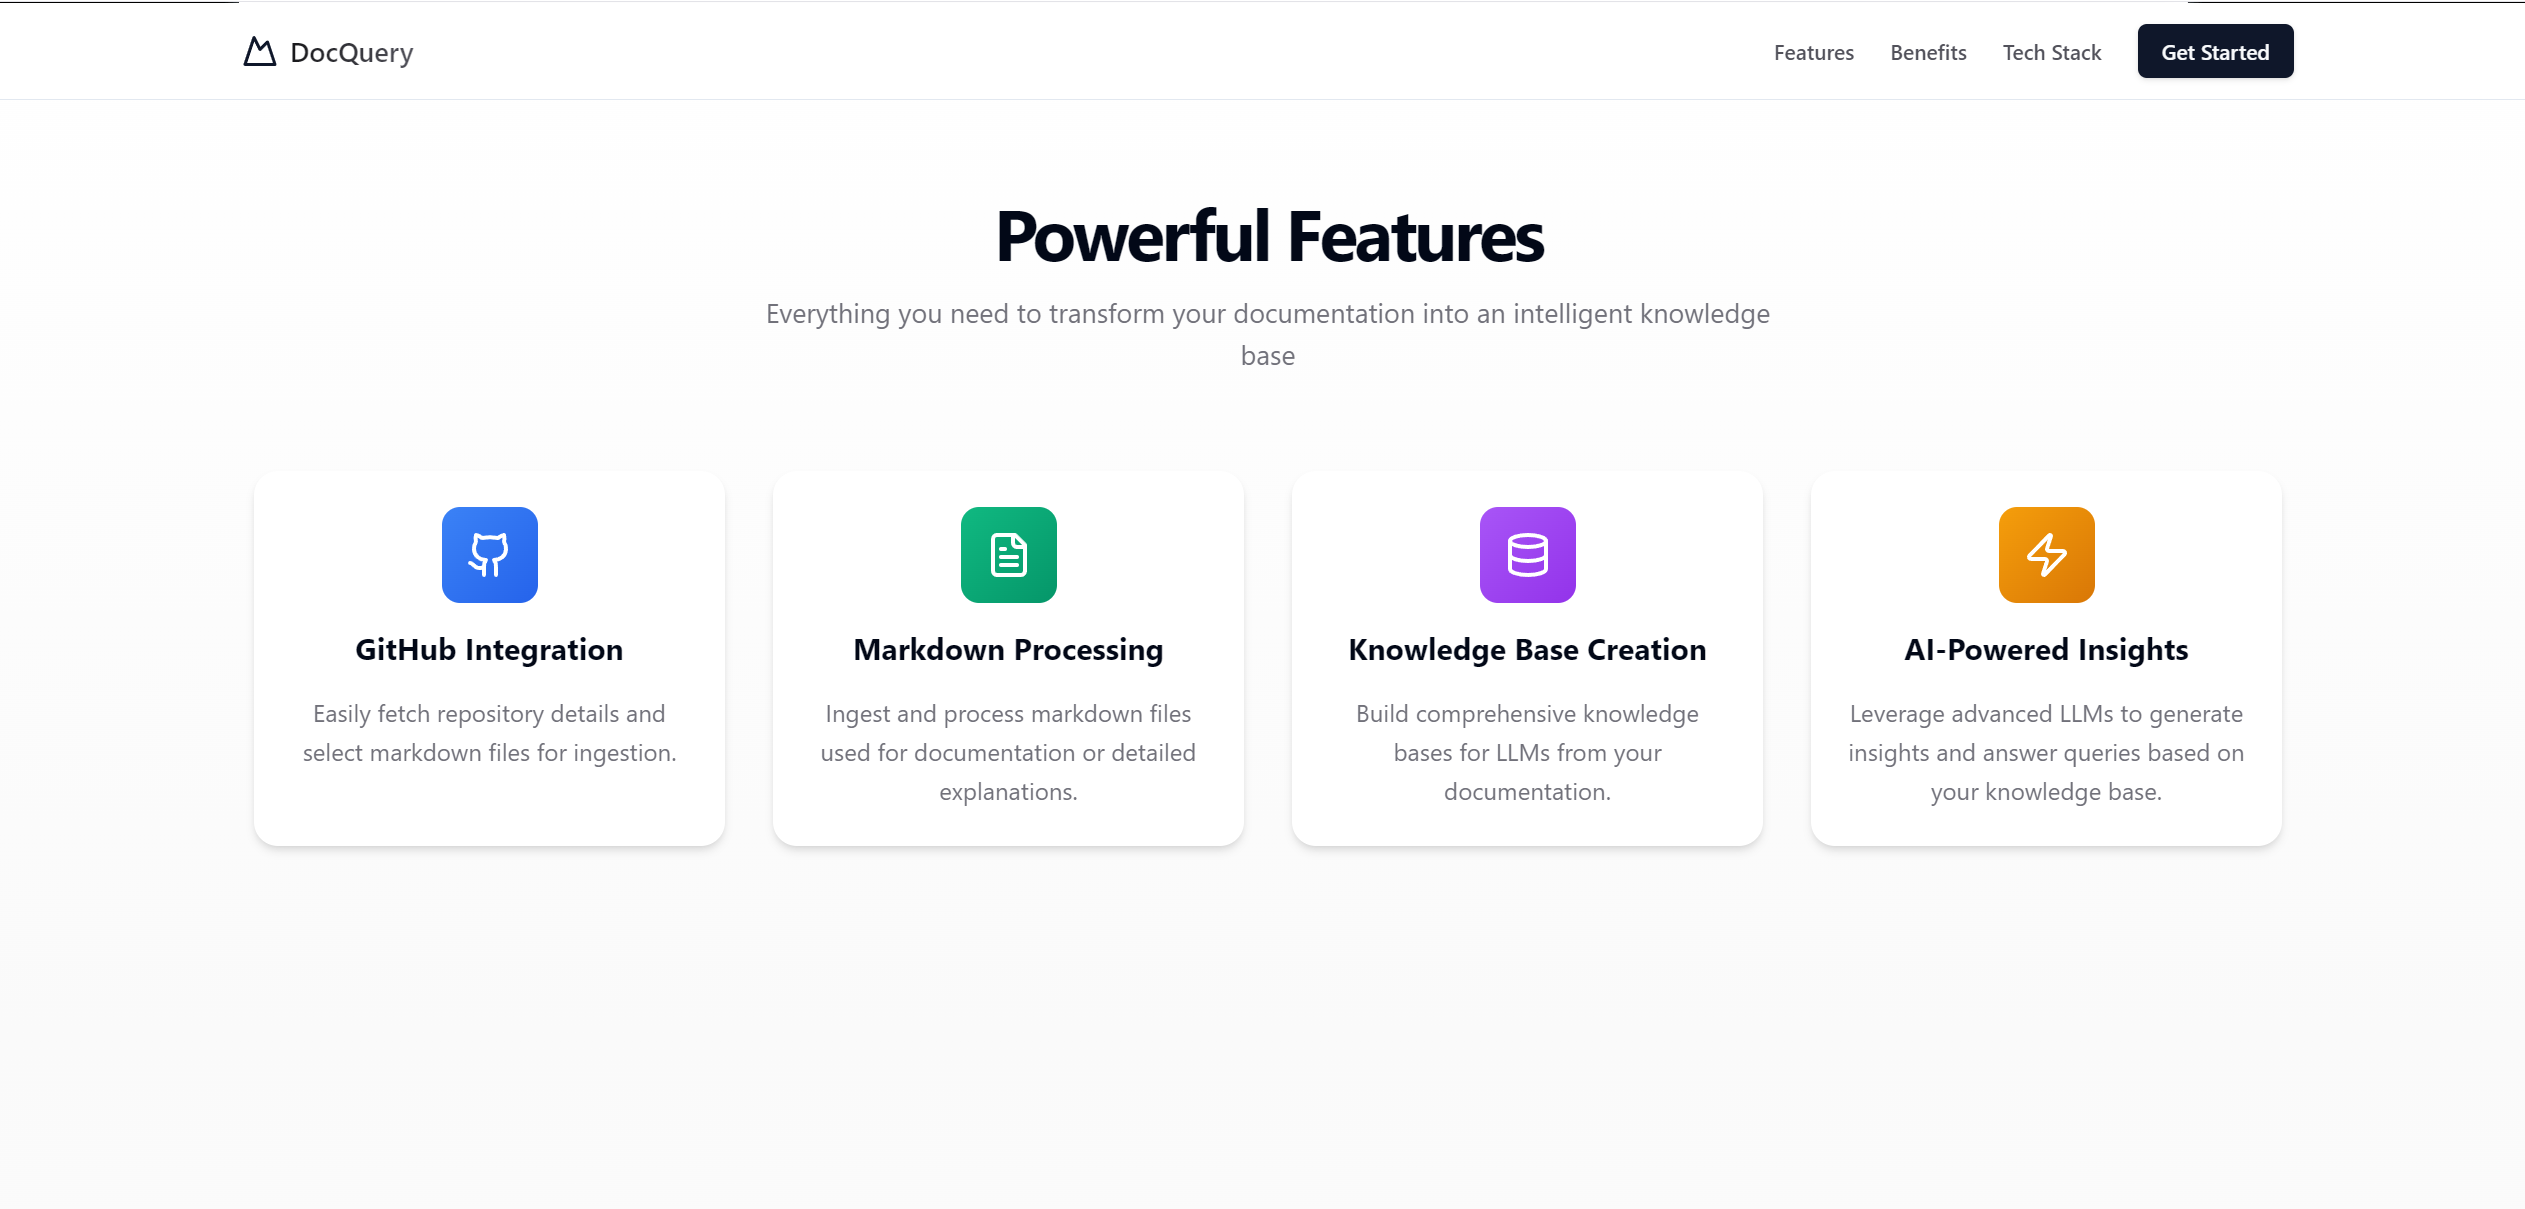 DocQuery
Features
Benefits
Tech Stack
Get Started
Powerful Features
Everything you need to transform your documentation into an intelligent knowledge
base
GitHub Integration
Easily fetch repository details and
select markdown files for ingestion.
Markdown Processing
Ingest and process markdown files
used for documentation or detailed
explanations.
Knowledge Base Creation
Build comprehensive knowledge
bases for LLMs from your
documentation.
AI-Powered Insights
Leverage advanced LLMs to generate
insights and answer queries based on
your knowledge base.